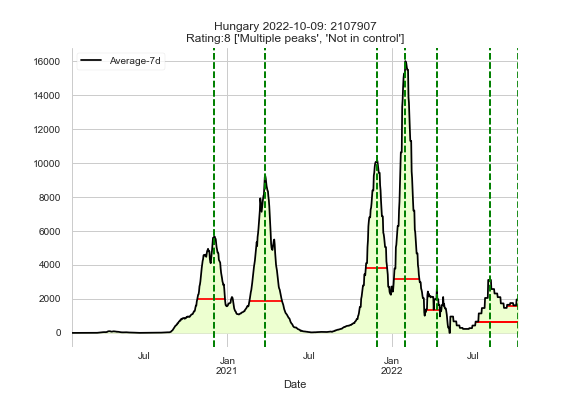 Hungary 2022-10-09: 2107907
Rating:8 ['Multiple peaks', 'Not in control']
Average-7d
16000
14000
12000
10000
8000
6000
4000
2000
0
Jul
Jan
2021
Jul
Jan
2022
Jul
Date